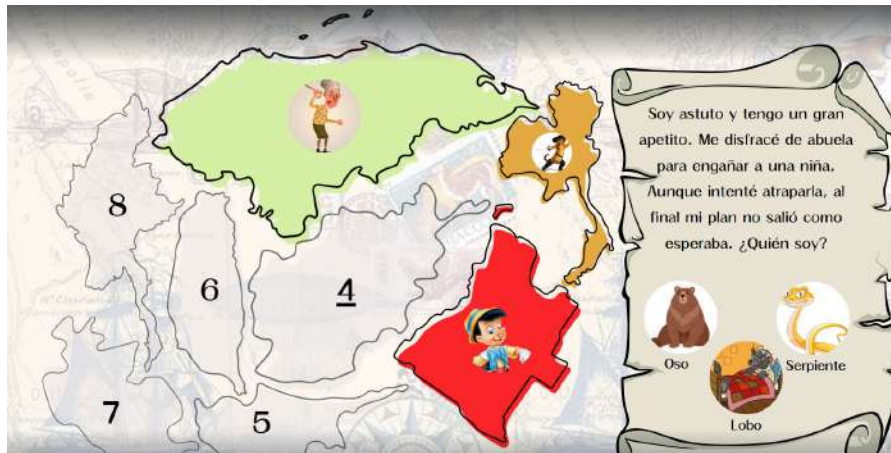 8
6
4
7
5
Soy astuto y tengo un gran
apetito. Me disfracé de abuela
para engañar a una niña.
Aunque intenté atraparla, al
final mi plan no salió como
esperaba. ¿Quién soy?
Oso
Serpiente
Lobo